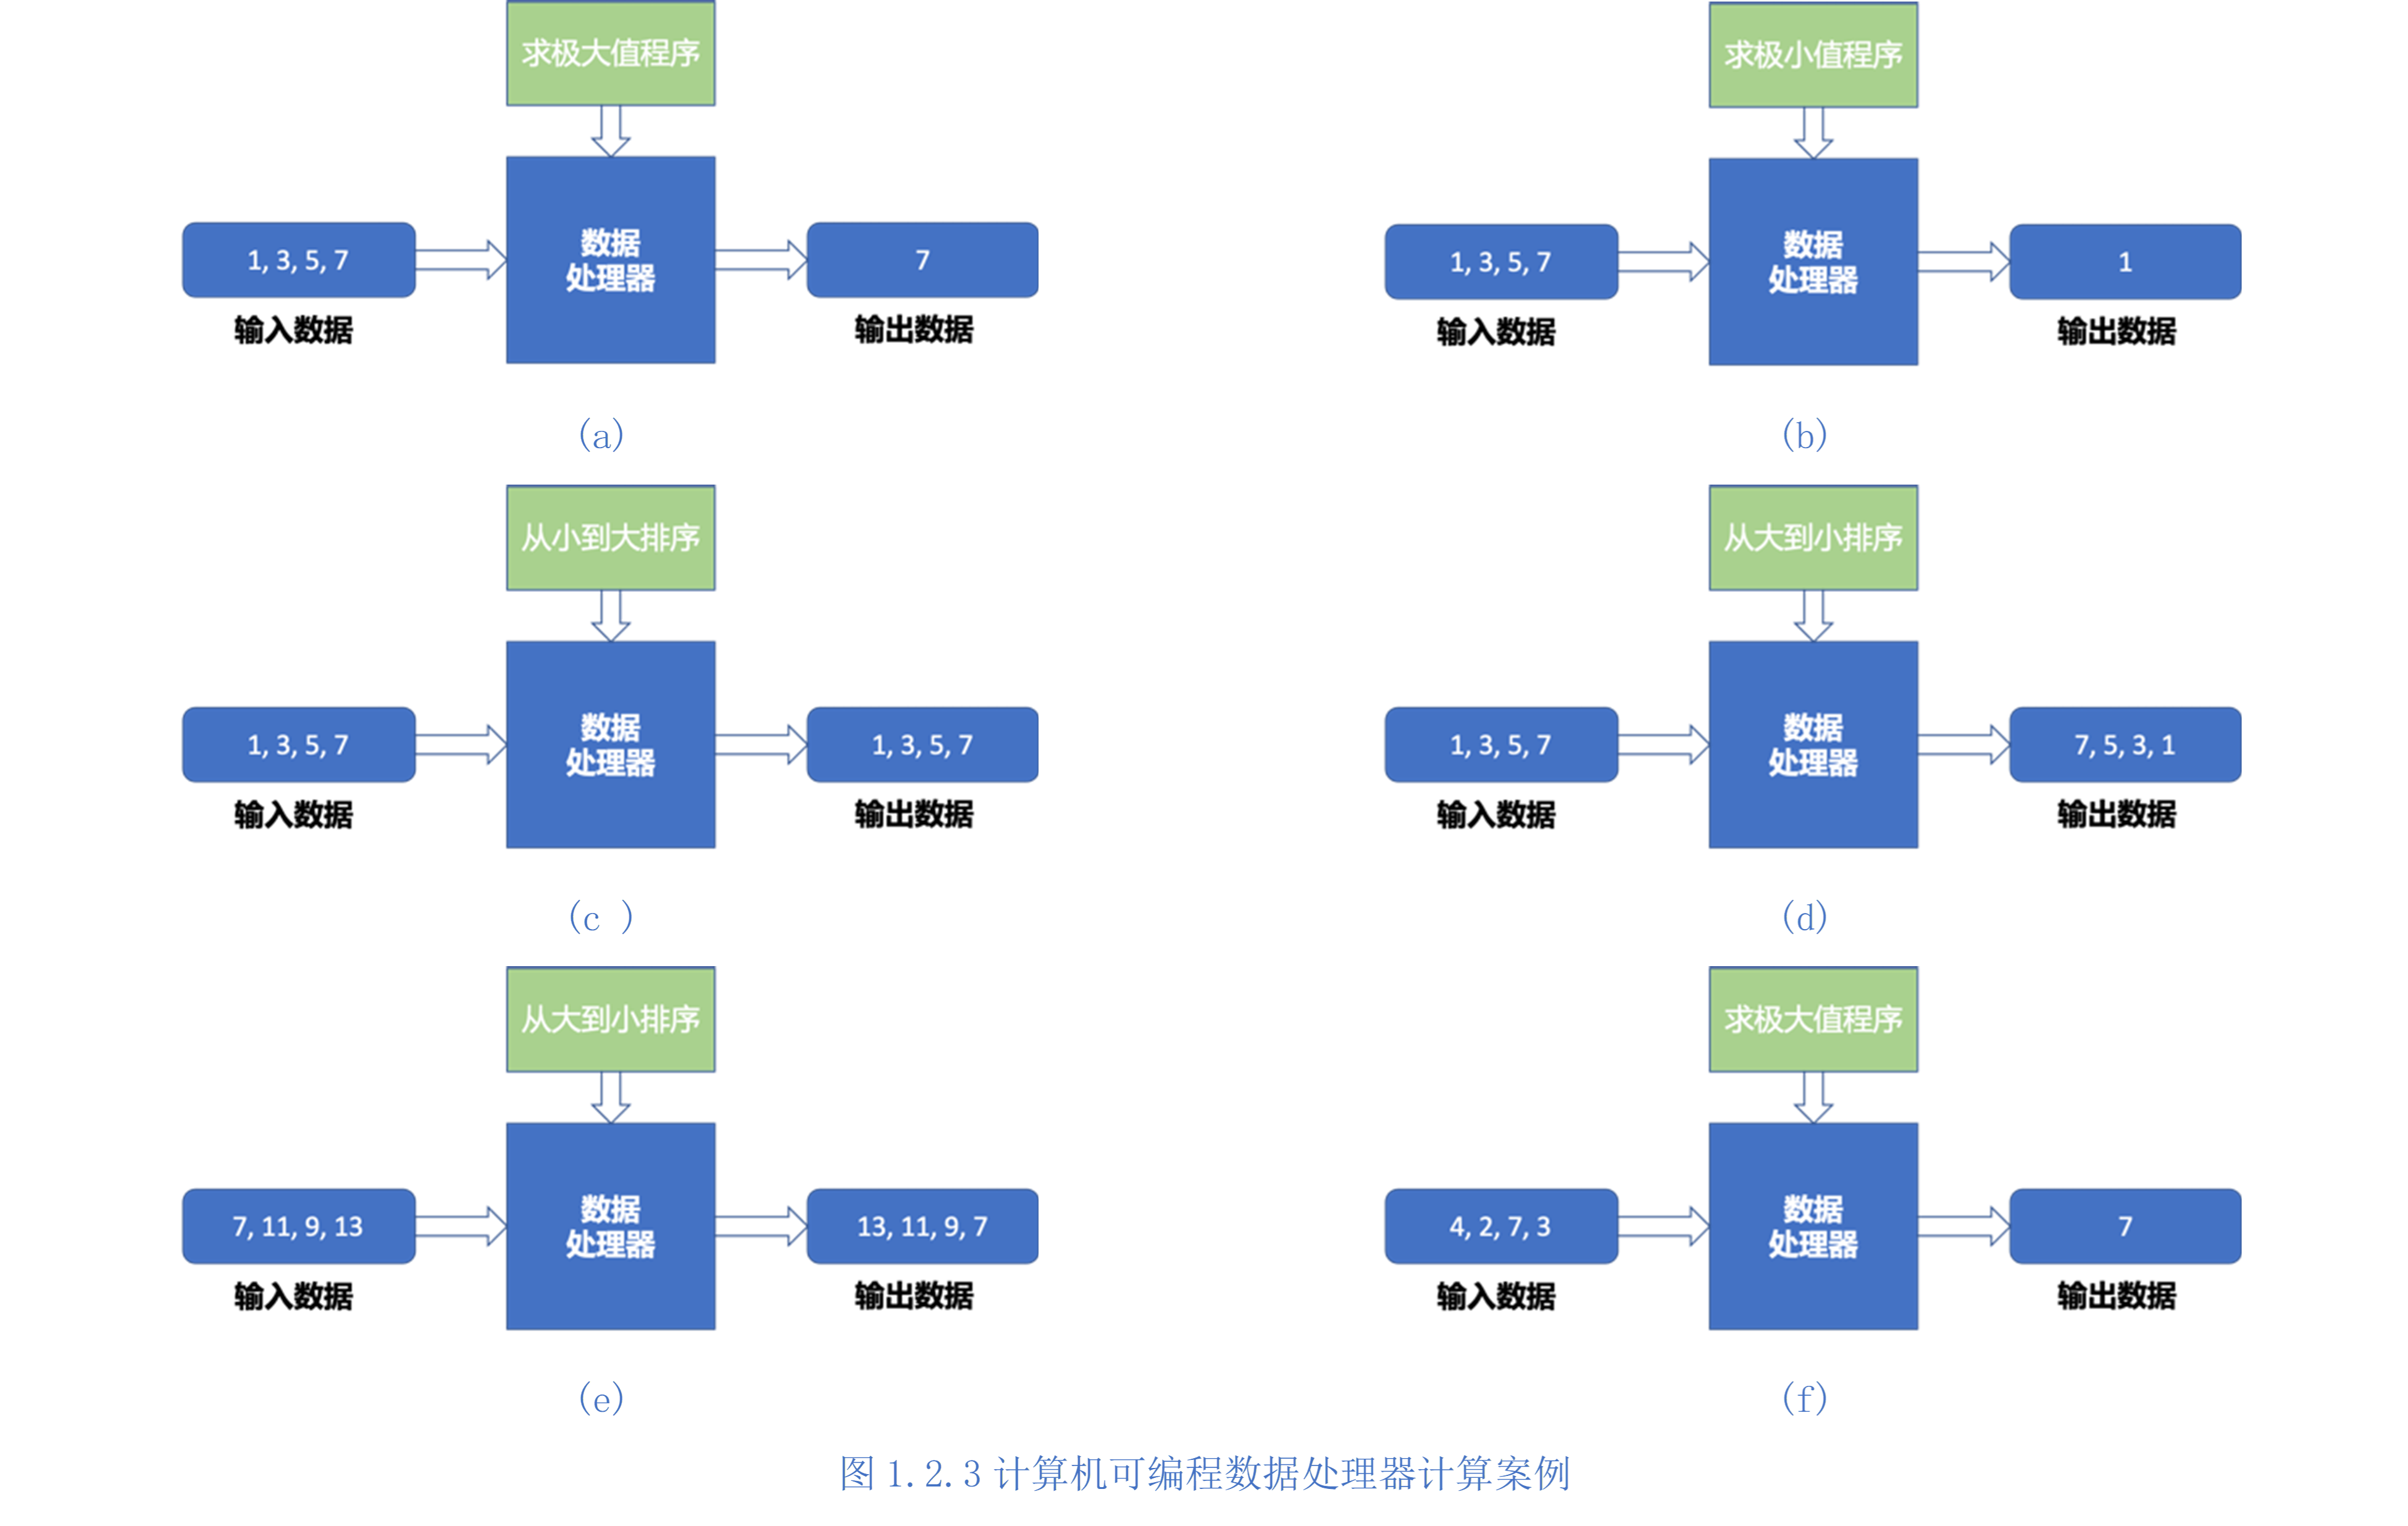 求极大值程序
数据
处理器
1, 3, 5, 7
7
输入数据
输出数据
(a)
求极小值程序
数据
处理器
1, 3, 5, 7
1
输入数据
输出数据
(b)
从小到大排序
数据
处理器
1, 3, 5, 7
1, 3, 5, 7
输入数据
输出数据
(c )
从大到小排序
数据
处理器
1, 3, 5, 7
7, 5, 3, 1
输入数据
输出数据
(d)
从大到小排序
数据
处理器
7, 11, 9, 13
13, 11, 9, 7
输入数据
输出数据
(e)
求极大值程序
数据
处理器
4, 2, 7, 3
7
输入数据
输出数据
(f)
图 1.2.3 计算机可编程数据处理器计算案例